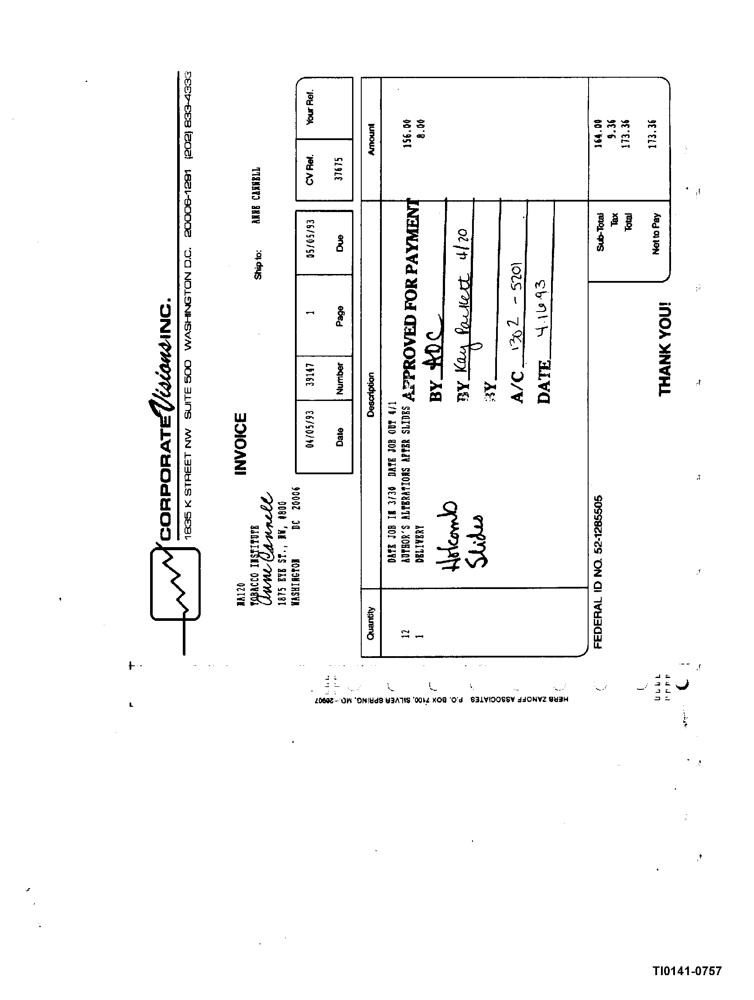 CORPORATE Visions INC.
1835 K STREET NW SUITE 500 WASHINGTON D.C. 20006-1291 (202) 833-4333
INVOICE
WA120
TOBACCO INSTITUTE
Anne Cannell
1875 EYE ST., NW, #800
WASHINGTON DC 20006
Ship to: ANNE CANNELL
04/05/93 39147 1 05/05/93 37675
Date Number Page Due CV Ref. Your Ref.
Quantity Description Amount
DATE JOB IN 3/30 DATE JOB OUT 4/1
12 AUTHOR'S ALTERATIONS AFTER SLIDES 156.00
1 DELIVERY 8.00
Holcomb
Slides
APPROVED FOR PAYMENT
BY ADC
BY Kay Packett 4/20
BY
A/C 1302 - 5201
DATE 4.16.93
FEDERAL ID NO. 52-1285505
Sub-Total 164.00
Tax 9.36
Total 173.36
Net to Pay 173.36
THANK YOU!
HERB ZANOFF ASSOCIATES P.O. BOX 7100, SILVER SPRING, MD. - 20907
TI0141-0757